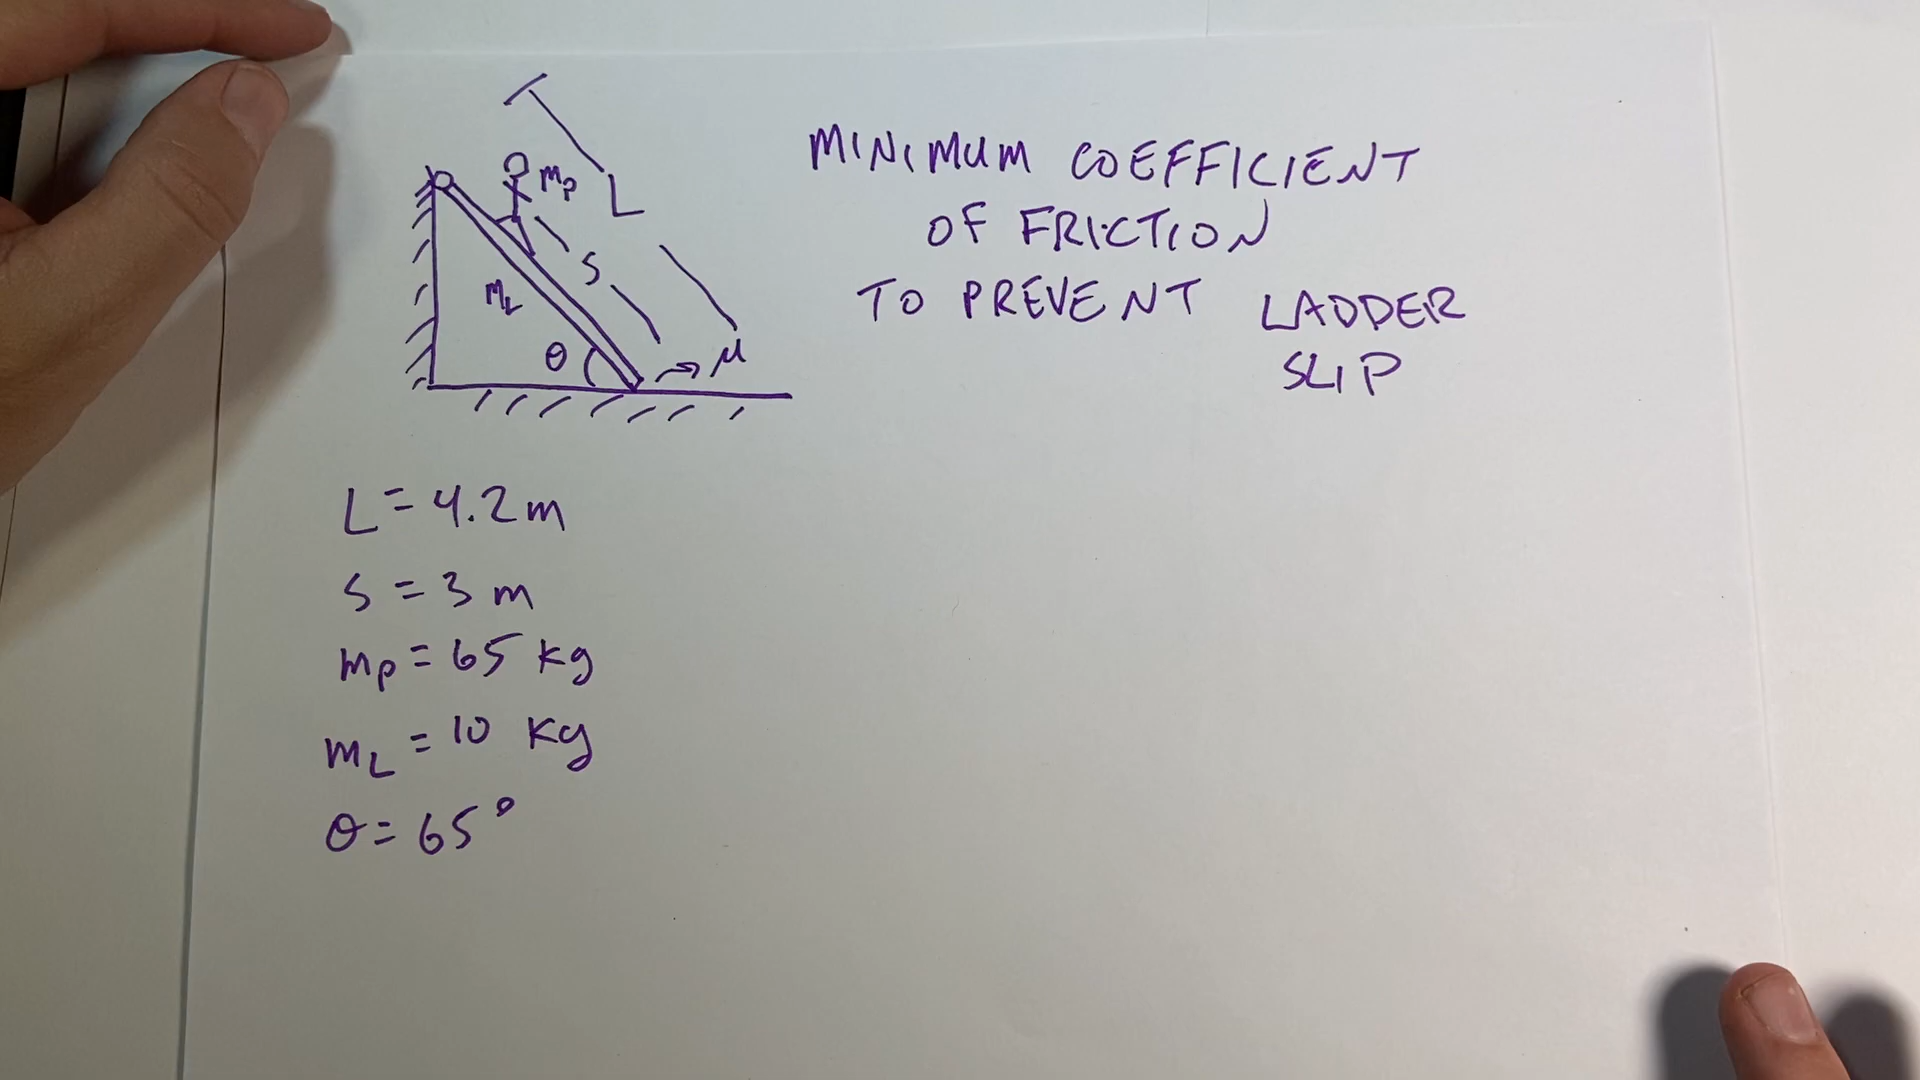 MINIMUM COEFFICIENT
OF FRICTION
TO PREVENT LADDER
SLIP
mp
L
S
mL
θ
μ
L = 4.2 m
S = 3 m
mp = 65 kg
mL = 10 kg
θ = 65°